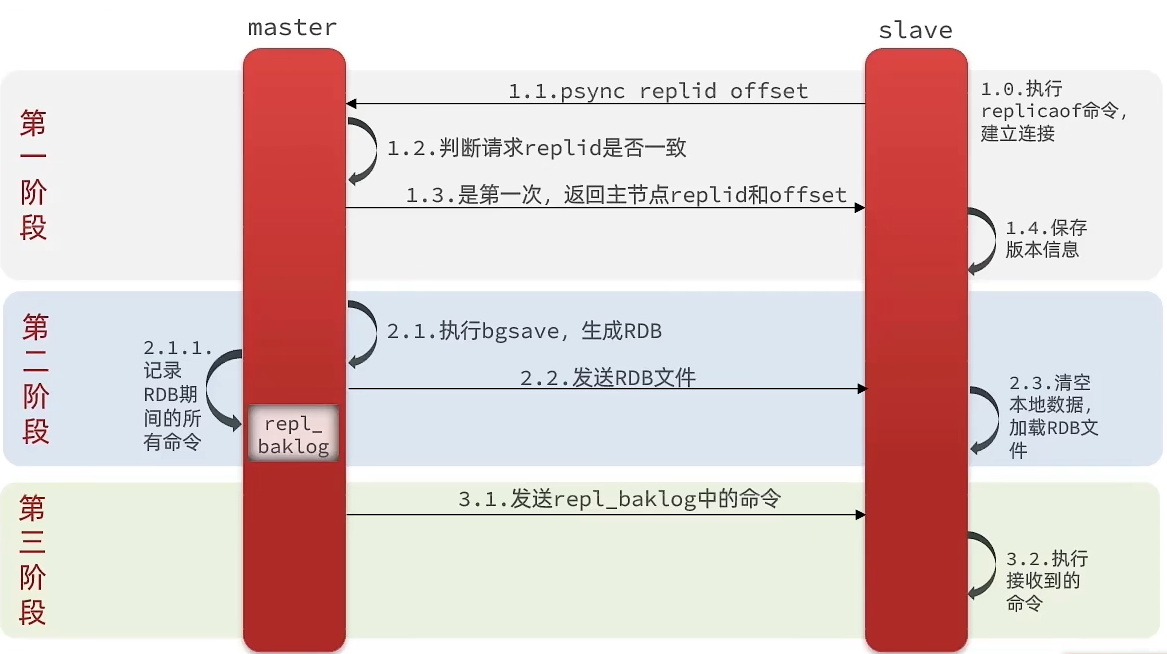 master
slave
第
一
阶
段
1.0.执行
replicaof命令，
建立连接
1.1.psync replid offset
1.2.判断请求replid是否一致
1.3.是第一次，返回主节点replid和offset
1.4.保存
版本信息
第
二
阶
段
2.1.执行bgsave，生成RDB
2.1.1.
记录
RDB期
间的所
有命令
repl_
baklog
2.2.发送RDB文件
2.3.清空
本地数据，
加载RDB文
件
第
三
阶
段
3.1.发送repl_baklog中的命令
3.2.执行
接收到的
命令